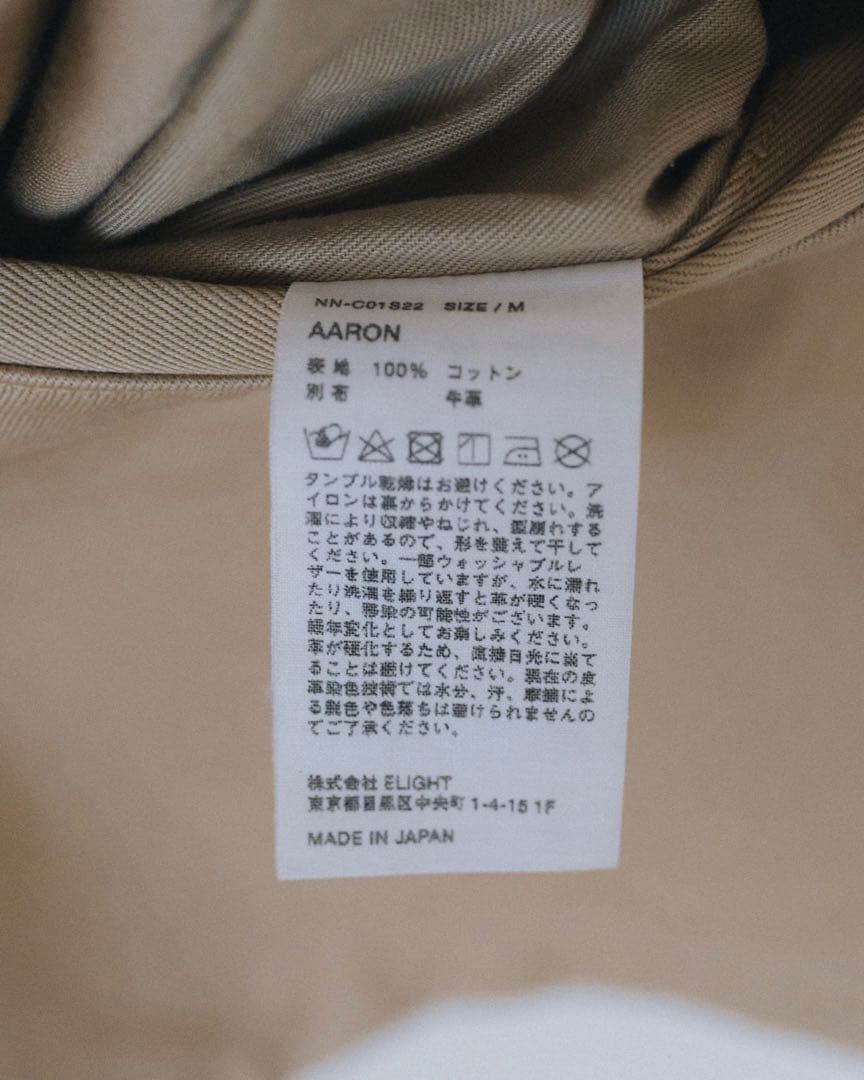 NN-C01S22 SIZE / M
AARON
表地 100% コットン
別布 牛革
タンブル乾燥はお避けください。ア
イロンは裏からかけてください。洗
濯により収縮やねじれ、型崩れする
ことがあるので、形を整えて干して
ください。一部ウォッシャブルレ
ザーを使用していますが、水に濡れ
たり洗濯を繰り返すと革が硬くなっ
たり、移染の可能性がございます。
経年変化としてお楽しみください。
革が硬化するため、直接日光に当て
ることは避けてください。現在の皮
革染色技術では水分、汗、摩擦によ
る脱色や色落ちは避けられませんの
でご了承ください。
株式会社 ELIGHT
東京都目黒区中央町 1-4-15 1F
MADE IN JAPAN